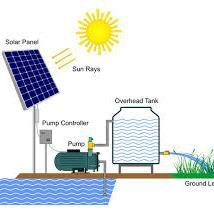 Solar Panel
Sun Rays
Overhead Tank
Pump Controller
Pump
Ground Le